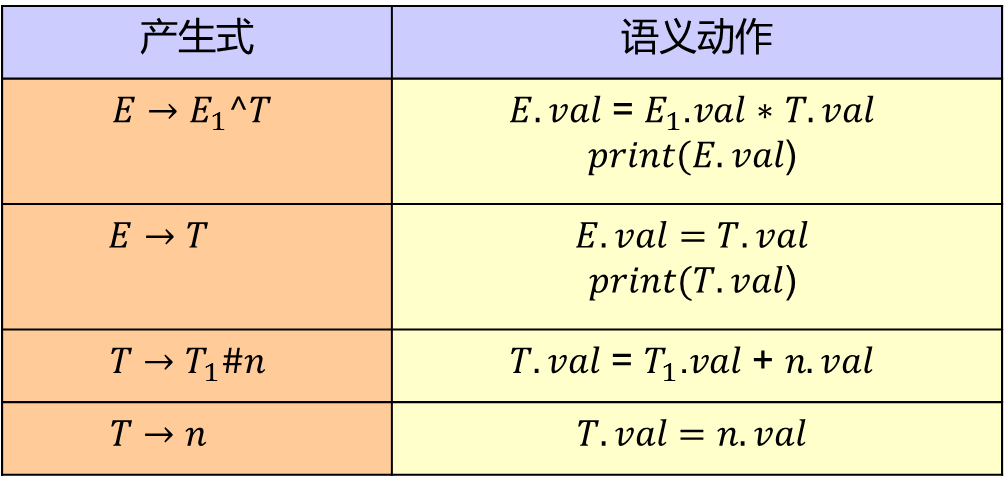 产生式 语义动作
E → E₁^T E.val = E₁.val ∗ T.val
print(E.val)
E → T E.val = T.val
print(T.val)
T → T₁#n T.val = T₁.val + n.val
T → n T.val = n.val